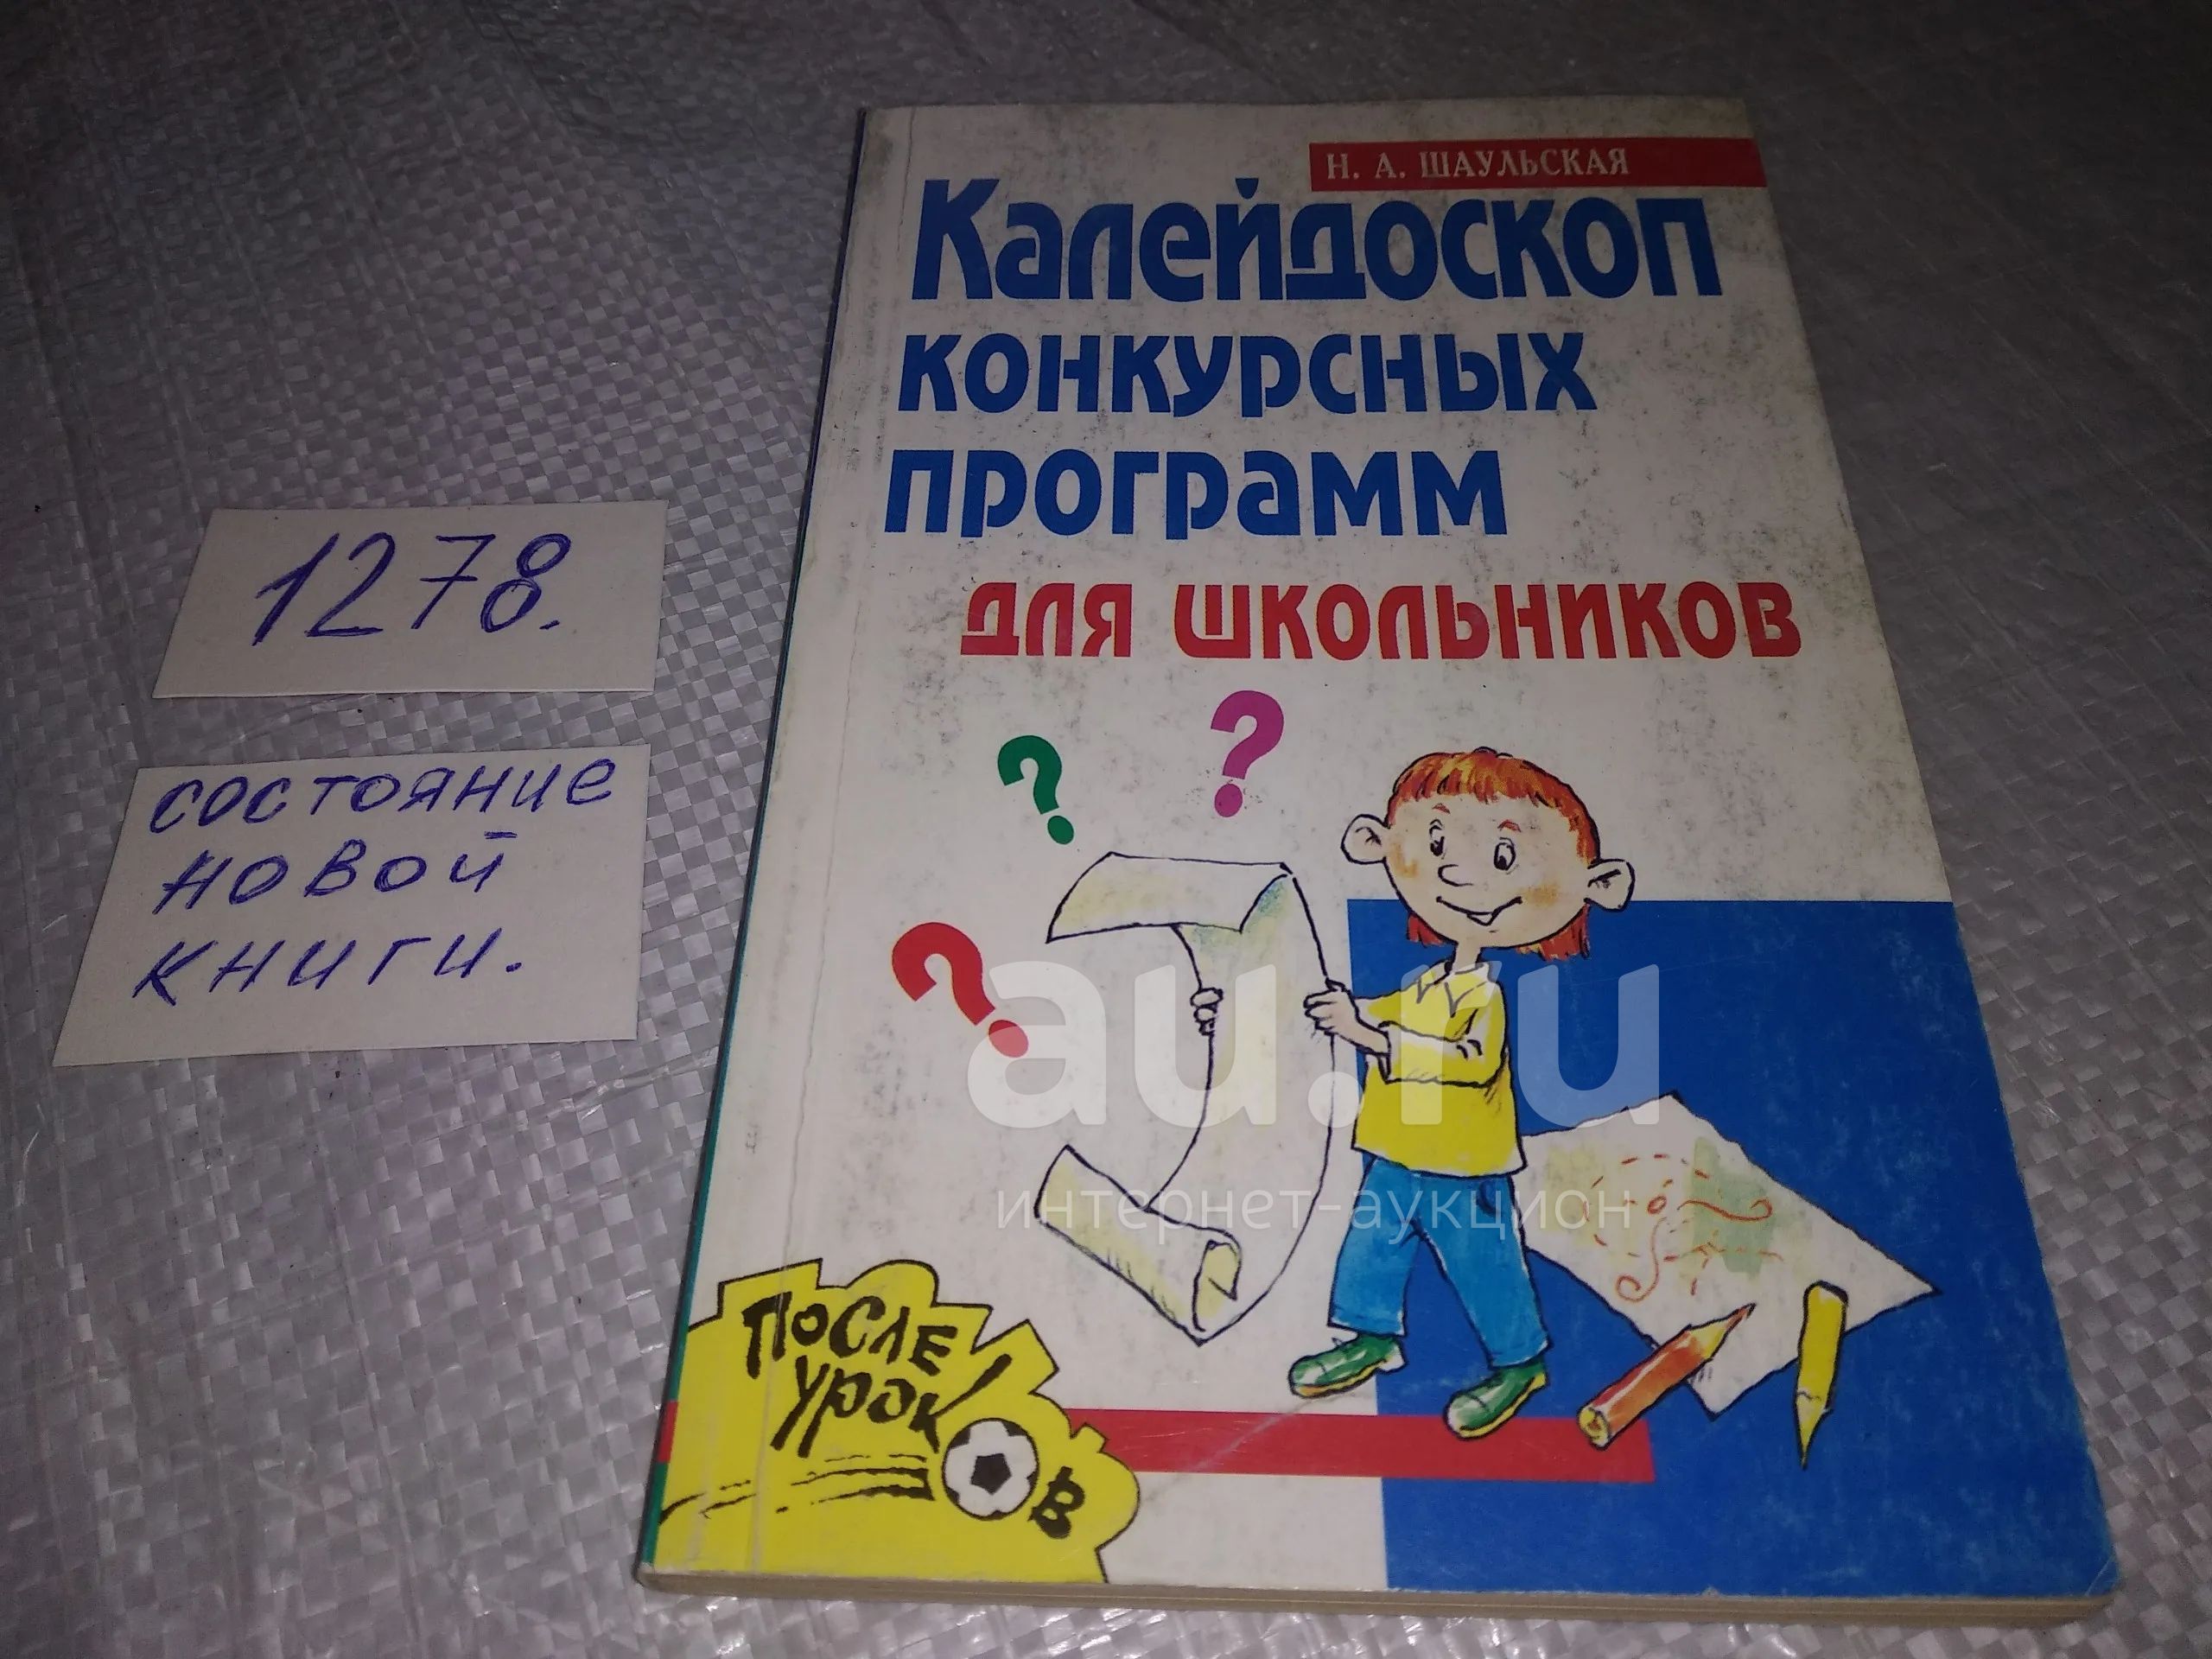 Н. А. ШАУЛЬСКАЯ
Калейдоскоп
конкурсных
программ
для школьников
1278.
состояние
новой
книги.
? ?
?
au.ru
интернет-аукцион
После
уроков